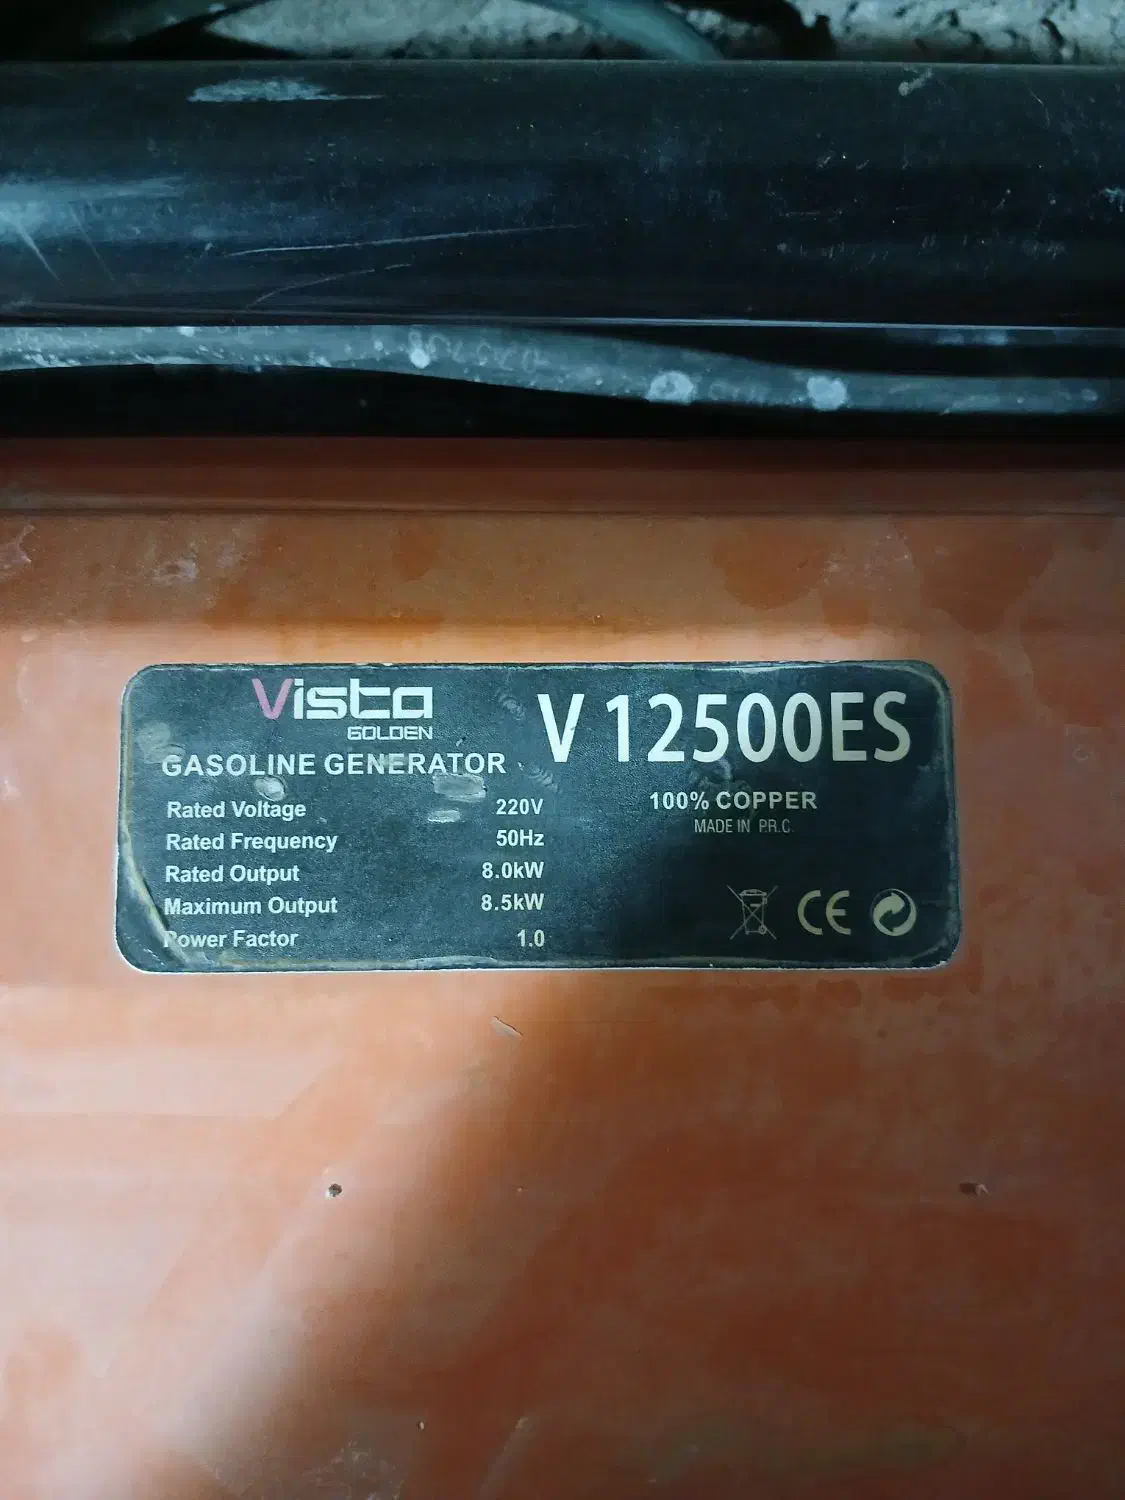 Vista
GOLDEN
GASOLINE GENERATOR
V 12500ES
Rated Voltage 220V
Rated Frequency 50Hz
Rated Output 8.0kW
Maximum Output 8.5kW
Power Factor 1.0
100% COPPER
MADE IN P.R.C.
CE